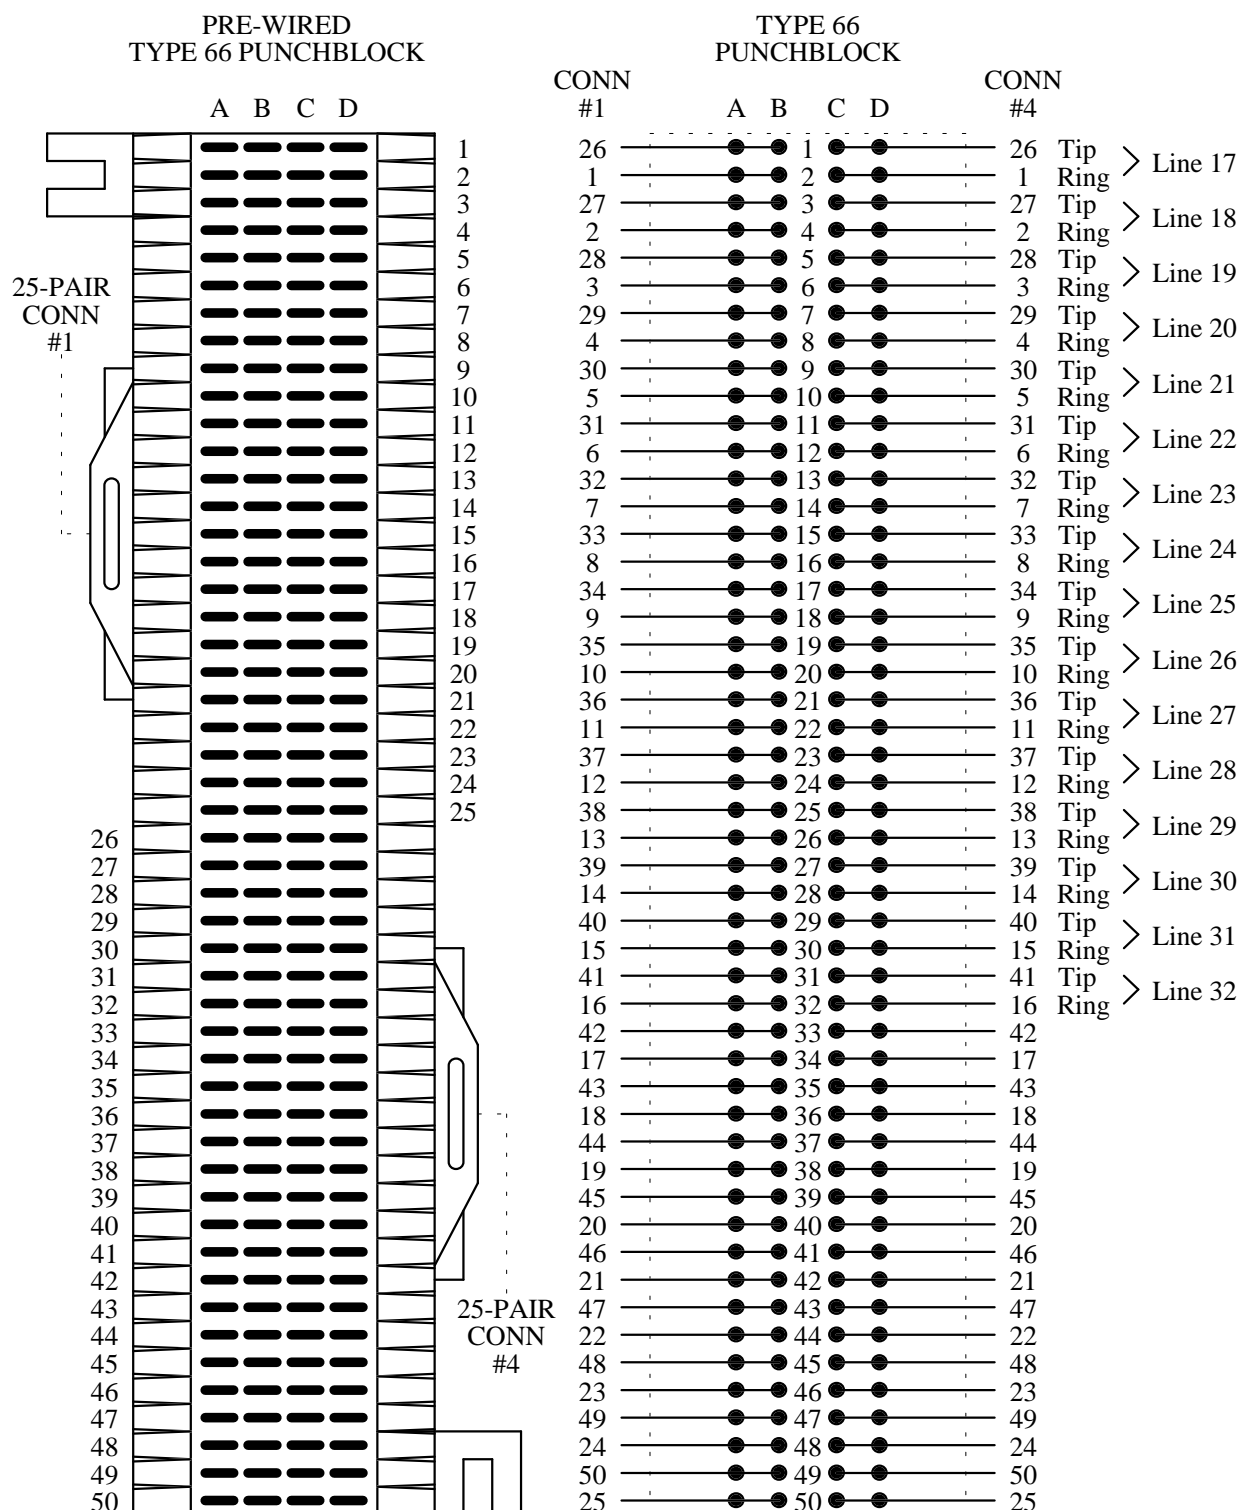 PRE-WIRED
TYPE 66 PUNCHBLOCK
A B C D
25-PAIR
CONN
#1
1
2
3
4
5
6
7
8
9
10
11
12
13
14
15
16
17
18
19
20
21
22
23
24
25
26
27
28
29
30
31
32
33
34
35
36
37
38
39
40
41
42
43
44
45
46
47
48
49
50
25-PAIR
CONN
#4
TYPE 66
PUNCHBLOCK
CONN CONN
#1 A B C D #4
26 1 26 Tip
Line 17
1 2 1 Ring
27 3 27 Tip
Line 18
2 4 2 Ring
28 5 28 Tip
Line 19
3 6 3 Ring
29 7 29 Tip
Line 20
4 8 4 Ring
30 9 30 Tip
Line 21
5 10 5 Ring
31 11 31 Tip
Line 22
6 12 6 Ring
32 13 32 Tip
Line 23
7 14 7 Ring
33 15 33 Tip
Line 24
8 16 8 Ring
34 17 34 Tip
Line 25
9 18 9 Ring
35 19 35 Tip
Line 26
10 20 10 Ring
36 21 36 Tip
Line 27
11 22 11 Ring
37 23 37 Tip
Line 28
12 24 12 Ring
38 25 38 Tip
Line 29
13 26 13 Ring
39 27 39 Tip
Line 30
14 28 14 Ring
40 29 40 Tip
Line 31
15 30 15 Ring
41 31 41 Tip
Line 32
16 32 16 Ring
42 33 42
17 34 17
43 35 43
18 36 18
44 37 44
19 38 19
45 39 45
20 40 20
46 41 46
21 42 21
47 43 47
22 44 22
48 45 48
23 46 23
49 47 49
24 48 24
50 49 50
25 50 25